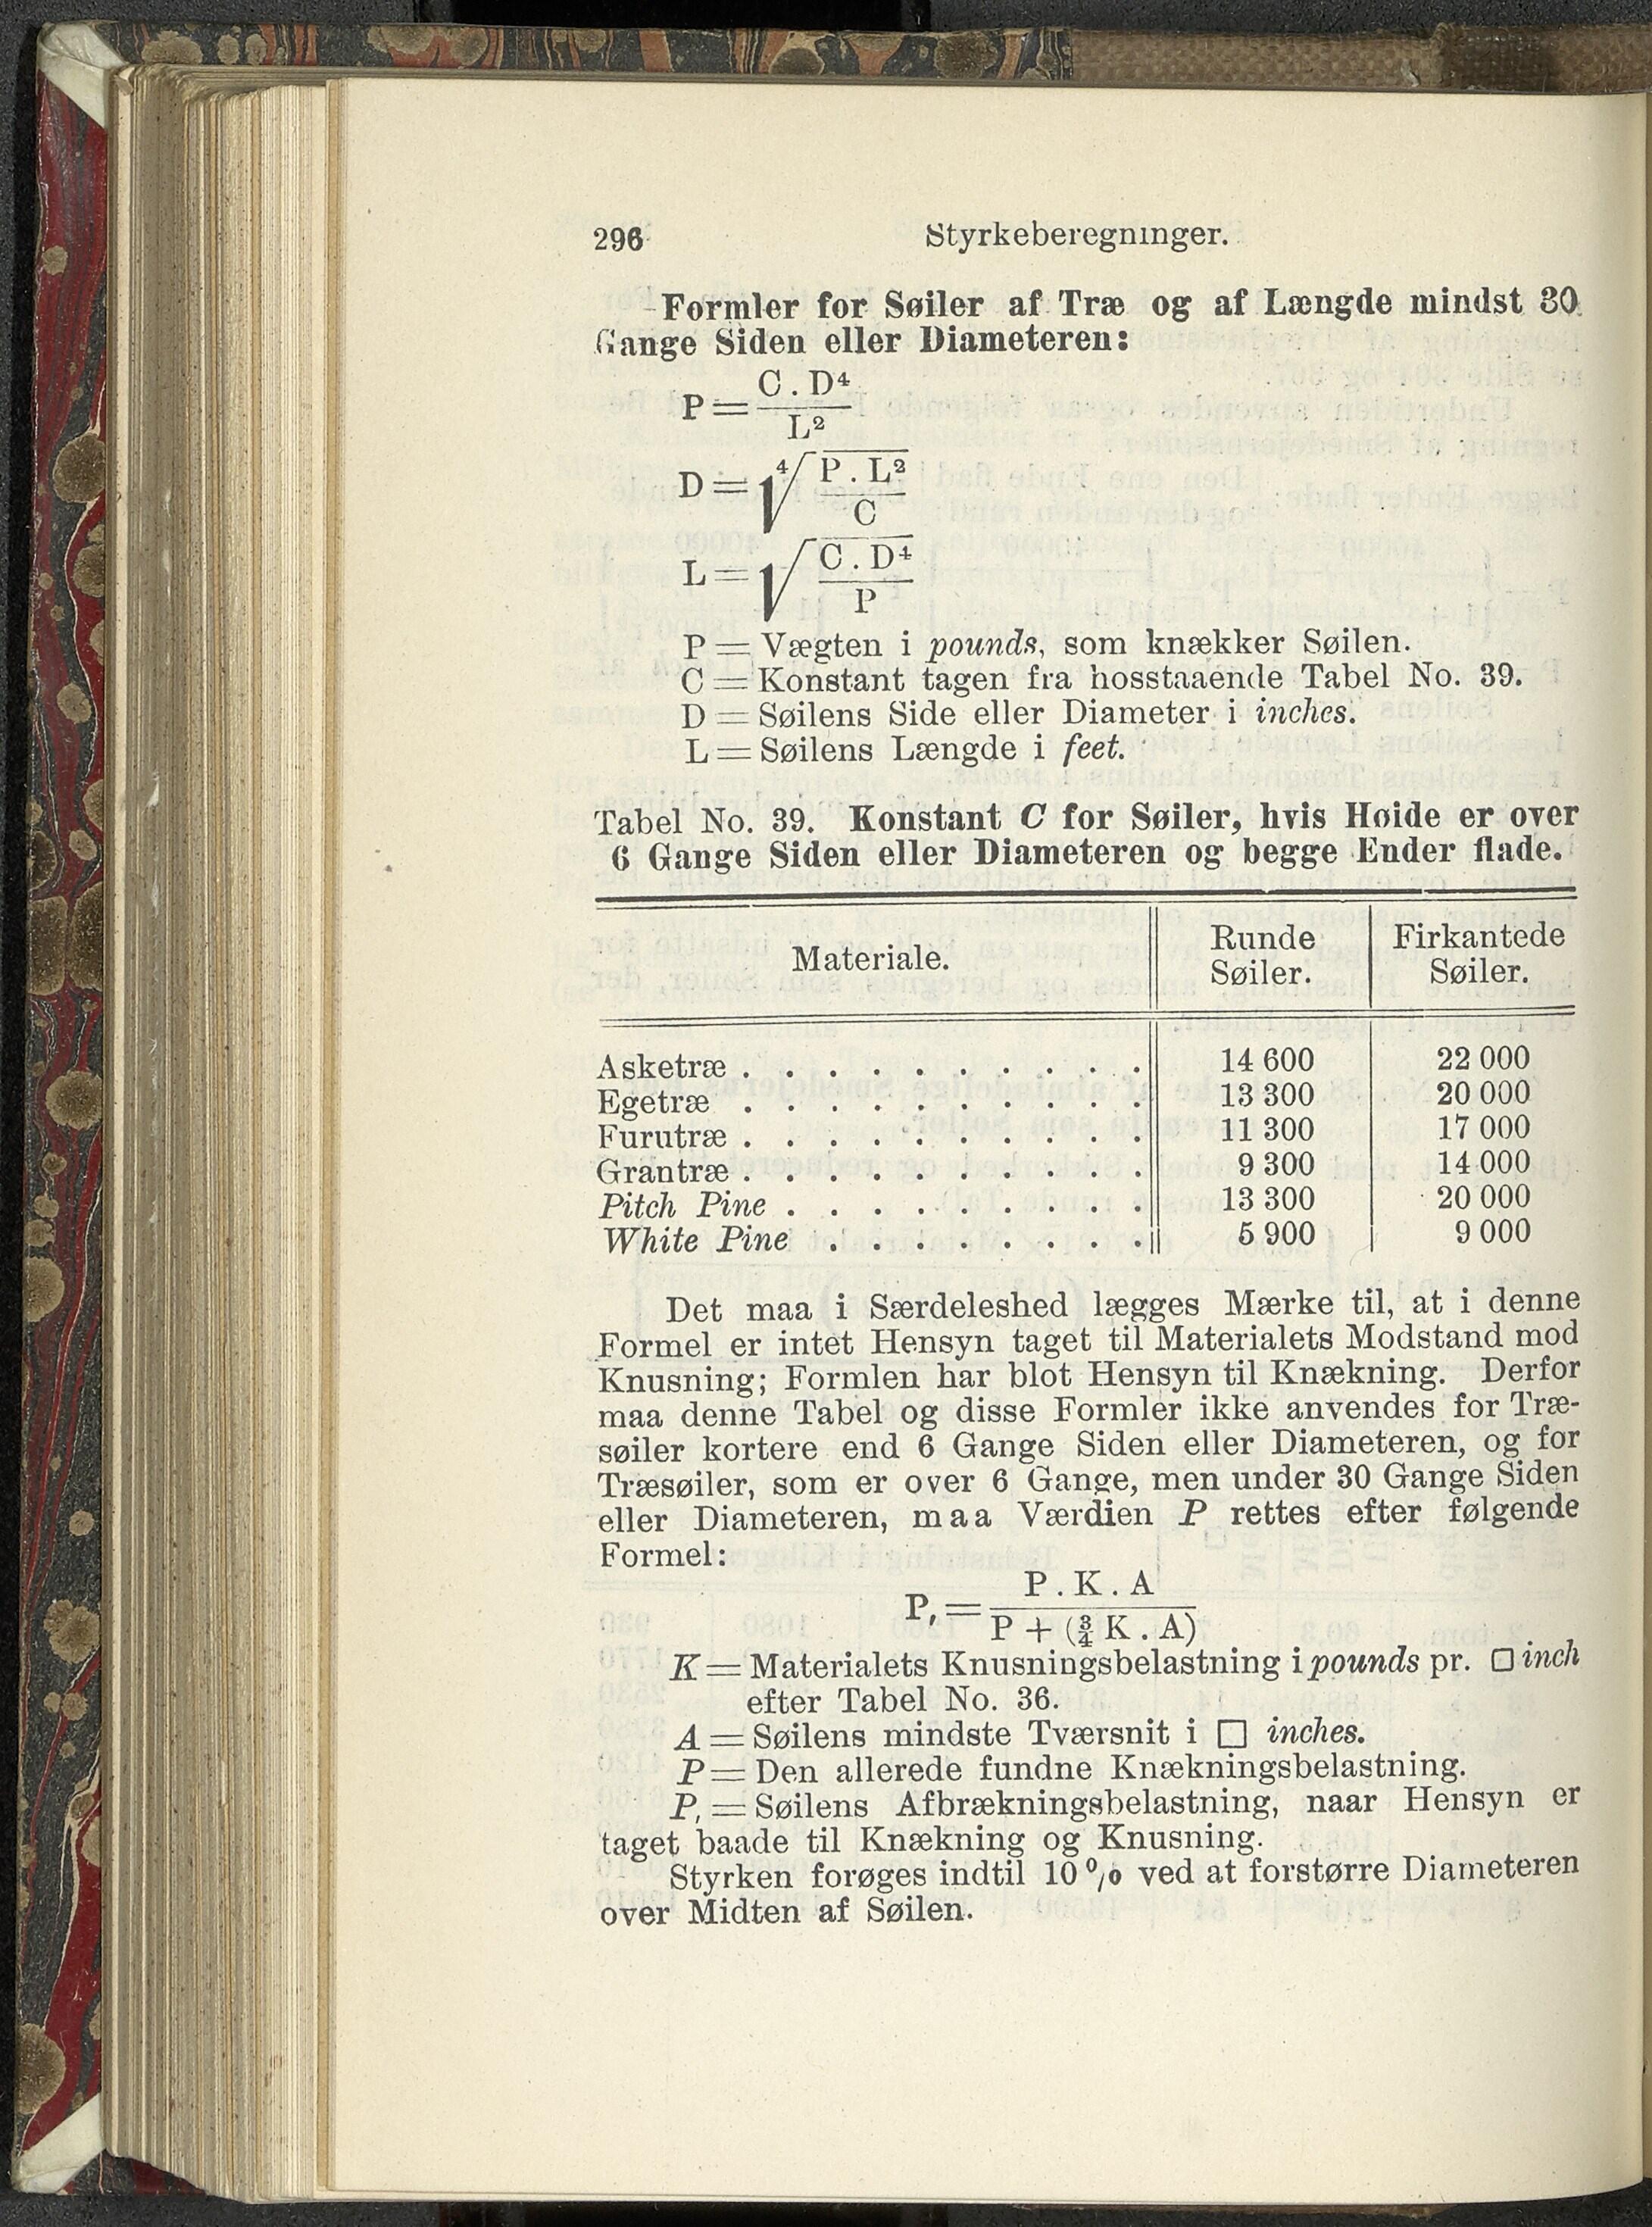 296 Styrkeberegninger.
Formler for Søiler af Træ og af Længde mindst 30
Gange Siden eller Diameteren:
P = C . D⁴ / L²
D = ⁴√(P . L² / C)
L = √(C . D⁴ / P)
P = Vægten i pounds, som knækker Søilen.
C = Konstant tagen fra hosstaaende Tabel No. 39.
D = Søilens Side eller Diameter i inches.
L = Søilens Længde i feet.
Tabel No. 39. Konstant C for Søiler, hvis Høide er over
6 Gange Siden eller Diameteren og begge Ender flade.
Materiale. Runde Søiler. Firkantede Søiler.
Asketræ . . . . . . . . . . 14 600 22 000
Egetræ . . . . . . . . . . 13 300 20 000
Furutræ . . . . . . . . . . 11 300 17 000
Grantræ . . . . . . . . . . 9 300 14 000
Pitch Pine . . . . . . . . . 13 300 20 000
White Pine . . . . . . . . 5 900 9 000
Det maa i Særdeleshed lægges Mærke til, at i denne
Formel er intet Hensyn taget til Materialets Modstand mod
Knusning; Formlen har blot Hensyn til Knækning. Derfor
maa denne Tabel og disse Formler ikke anvendes for Træ-
søiler kortere end 6 Gange Siden eller Diameteren, og for
Træsøiler, som er over 6 Gange, men under 30 Gange Siden
eller Diameteren, maa Værdien P rettes efter følgende
Formel:
P, = P . K . A / P + (¾ K . A)
K = Materialets Knusningsbelastning i pounds pr. □ inch
efter Tabel No. 36.
A = Søilens mindste Tværsnit i □ inches.
P = Den allerede fundne Knækningsbelastning.
P, = Søilens Afbrækningsbelastning, naar Hensyn er
taget baade til Knækning og Knusning.
Styrken forøges indtil 10 % ved at forstørre Diameteren
over Midten af Søilen.